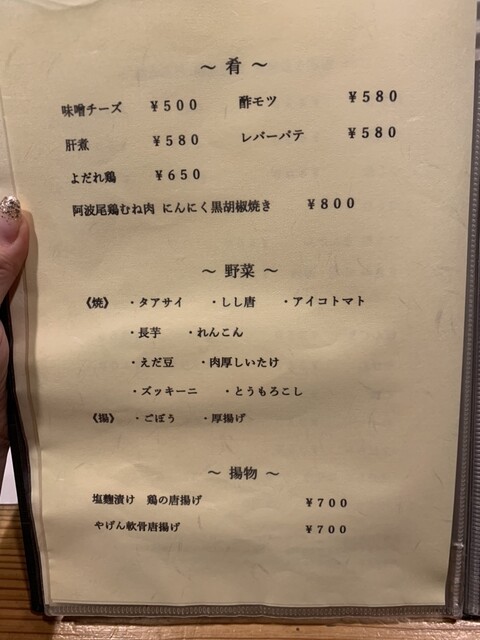 ～ 肴 ～
味噌チーズ ￥５００ 酢モツ ￥５８０
肝煮 ￥５８０ レバーパテ ￥５８０
よだれ鶏 ￥６５０
阿波尾鶏むね肉 にんにく黒胡椒焼き ￥８００
～ 野菜 ～
《焼》 ・タアサイ ・しし唐 ・アイコトマト
・長芋 ・れんこん
・えだ豆 ・肉厚しいたけ
・ズッキーニ ・とうもろこし
《揚》 ・ごぼう ・厚揚げ
～ 揚物 ～
塩麹漬け 鶏の唐揚げ ￥７００
やげん軟骨唐揚げ ￥７００